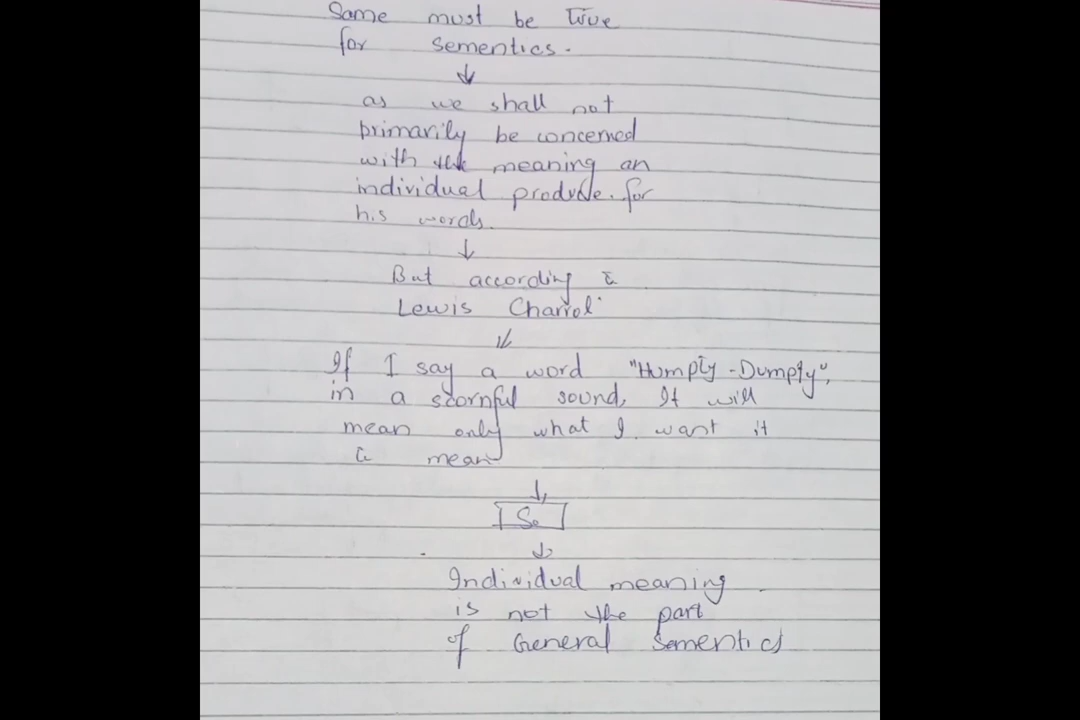 Same must be true
for sementics.
↓
as we shall not
primarily be concerned
with the meaning an
individual produce for
his words.
↓
But according to
Lewis Charrol
↓
If I say a word "Humpty-Dumpty",
in a scornful sound, It will
mean only what I want it
to mean
↓
So
↓
Individual meaning
is not the part
of General Sementics